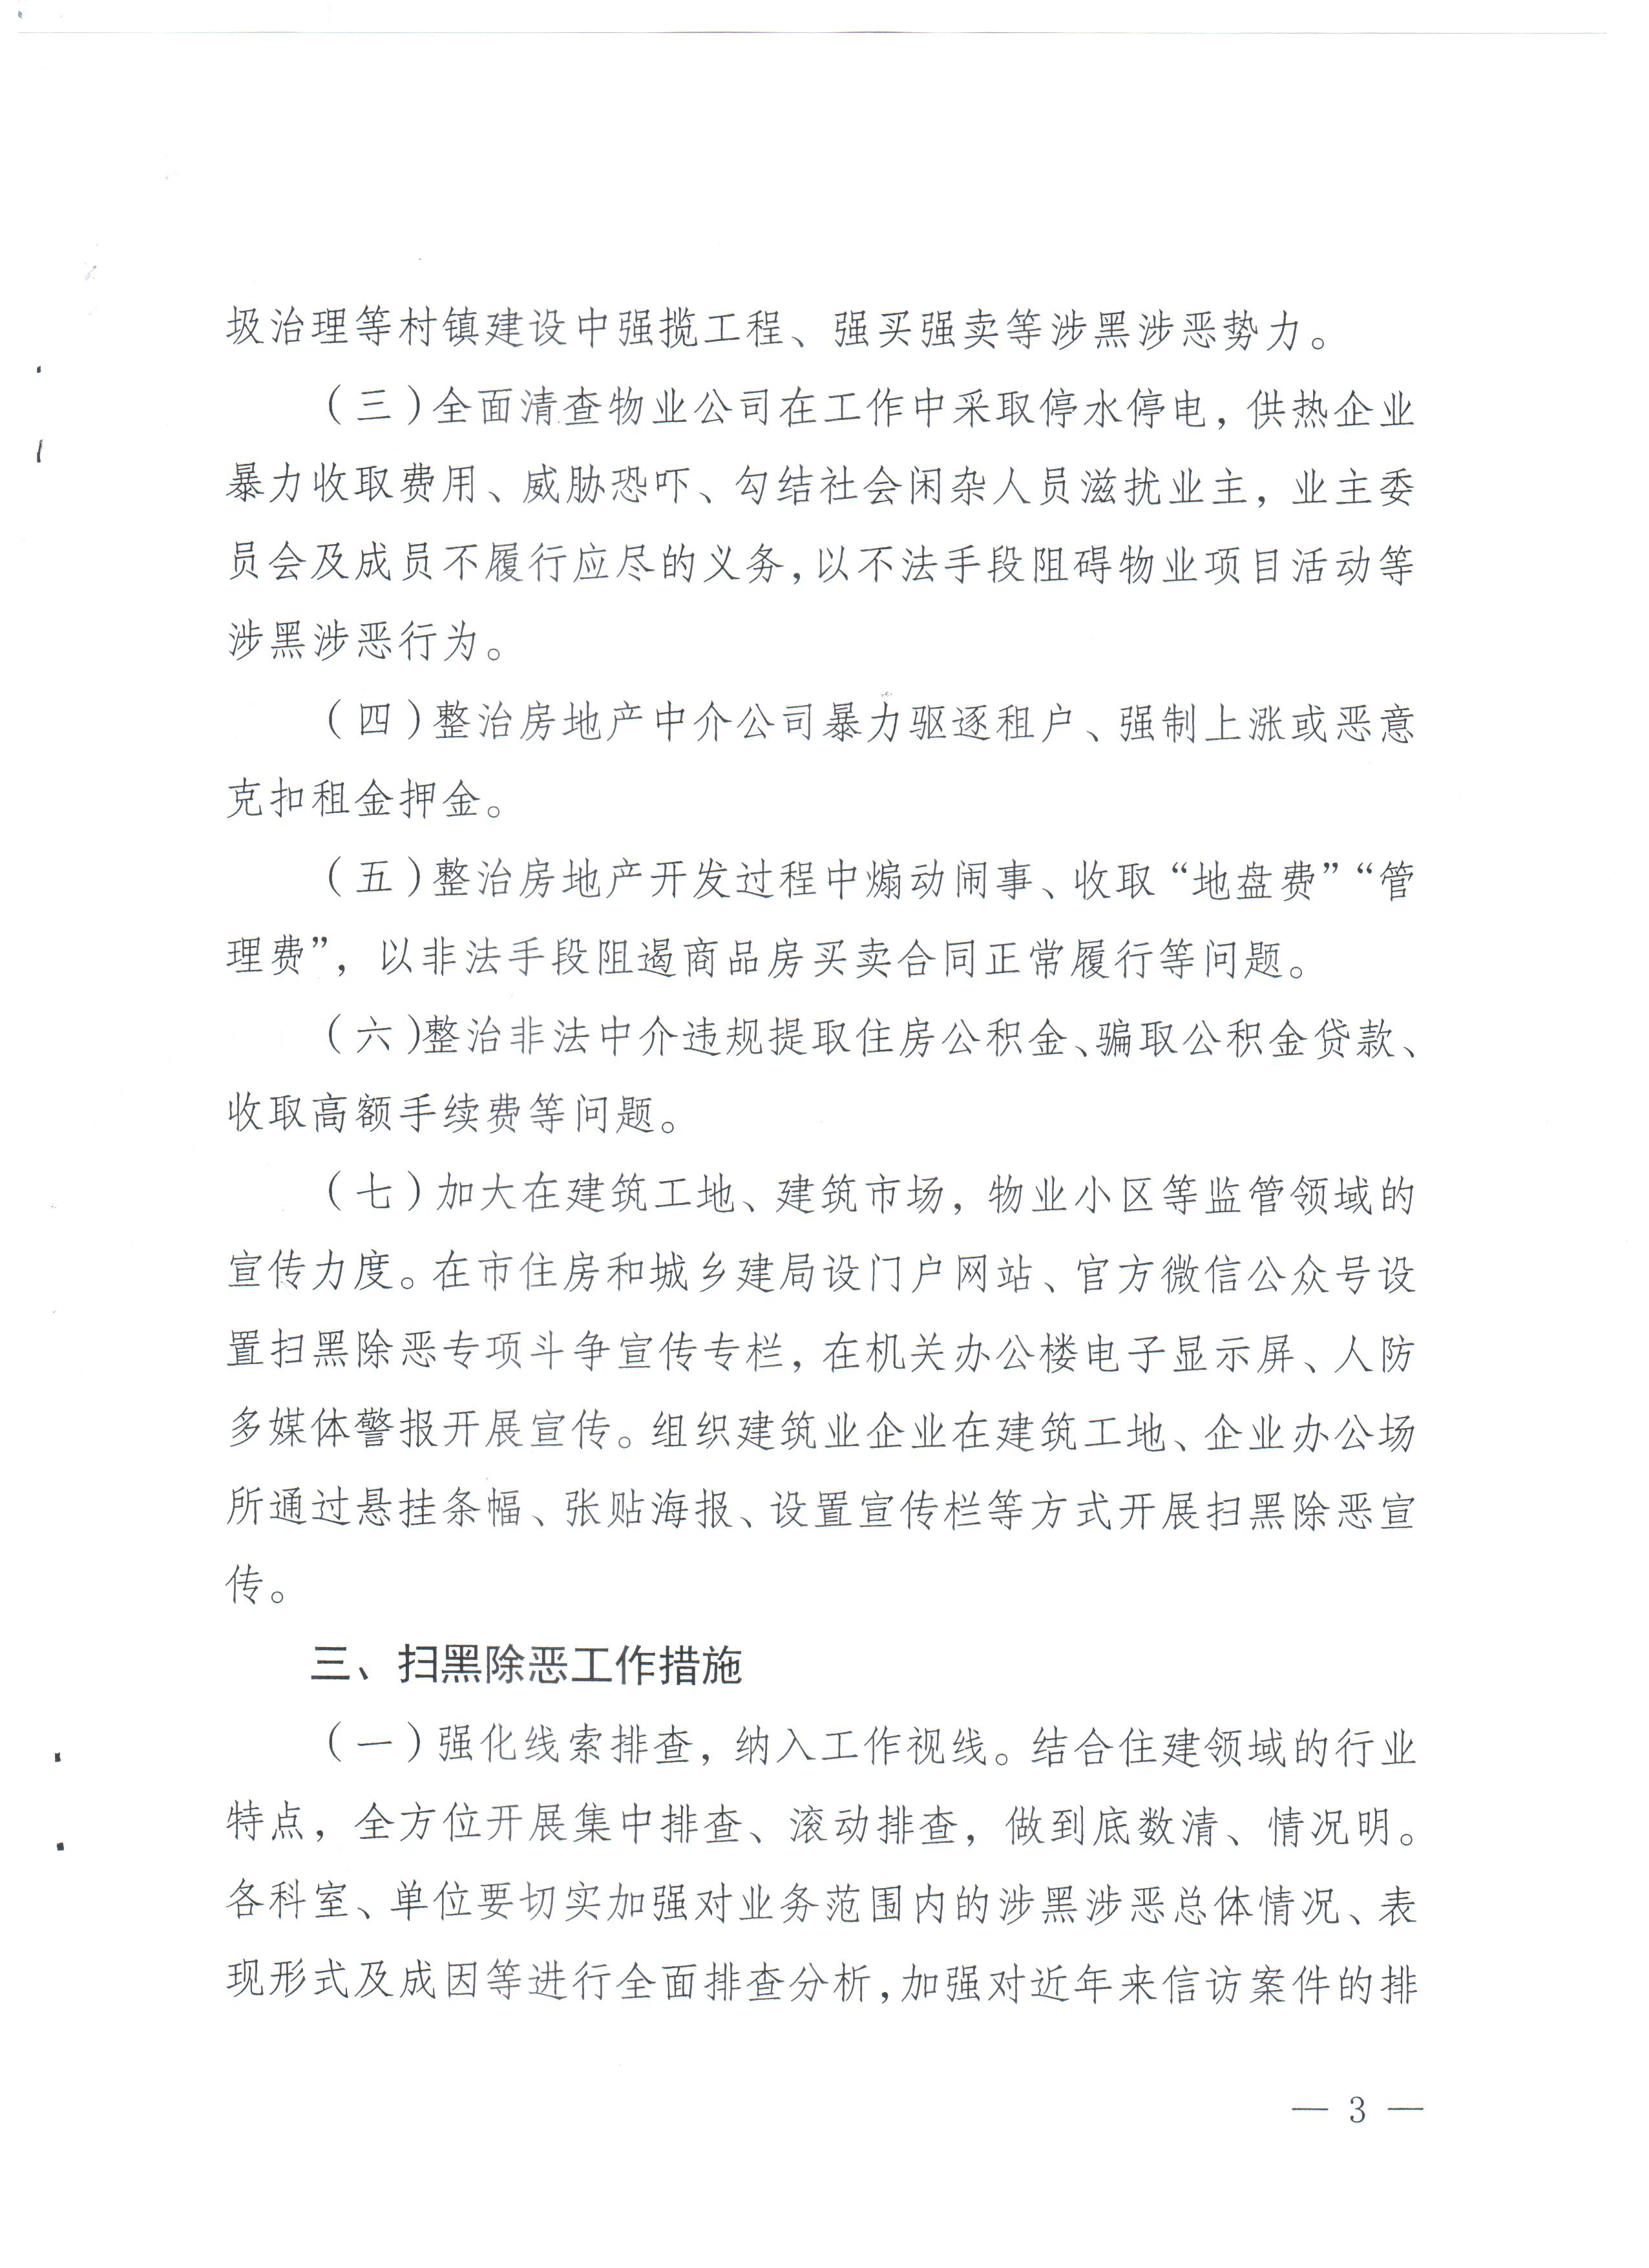 圾治理等村镇建设中强揽工程、强买强卖等涉黑涉恶势力。
（三）全面清查物业公司在工作中采取停水停电，供热企业
暴力收取费用、威胁恐吓、勾结社会闲杂人员滋扰业主，业主委
员会及成员不履行应尽的义务，以不法手段阻碍物业项目活动等
涉黑涉恶行为。
（四）整治房地产中介公司暴力驱逐租户、强制上涨或恶意
克扣租金押金。
（五）整治房地产开发过程中煽动闹事、收取“地盘费”“管
理费”，以非法手段阻遏商品房买卖合同正常履行等问题。
（六）整治非法中介违规提取住房公积金、骗取公积金贷款、
收取高额手续费等问题。
（七）加大在建筑工地、建筑市场，物业小区等监管领域的
宣传力度。在市住房和城乡建局设门户网站、官方微信公众号设
置扫黑除恶专项斗争宣传专栏，在机关办公楼电子显示屏、人防
多媒体警报开展宣传。组织建筑业企业在建筑工地、企业办公场
所通过悬挂条幅、张贴海报、设置宣传栏等方式开展扫黑除恶宣
传。
三、扫黑除恶工作措施
（一）强化线索排查，纳入工作视线。结合住建领域的行业
特点，全方位开展集中排查、滚动排查，做到底数清、情况明。
各科室、单位要切实加强对业务范围内的涉黑涉恶总体情况、表
现形式及成因等进行全面排查分析，加强对近年来信访案件的排
— 3 —